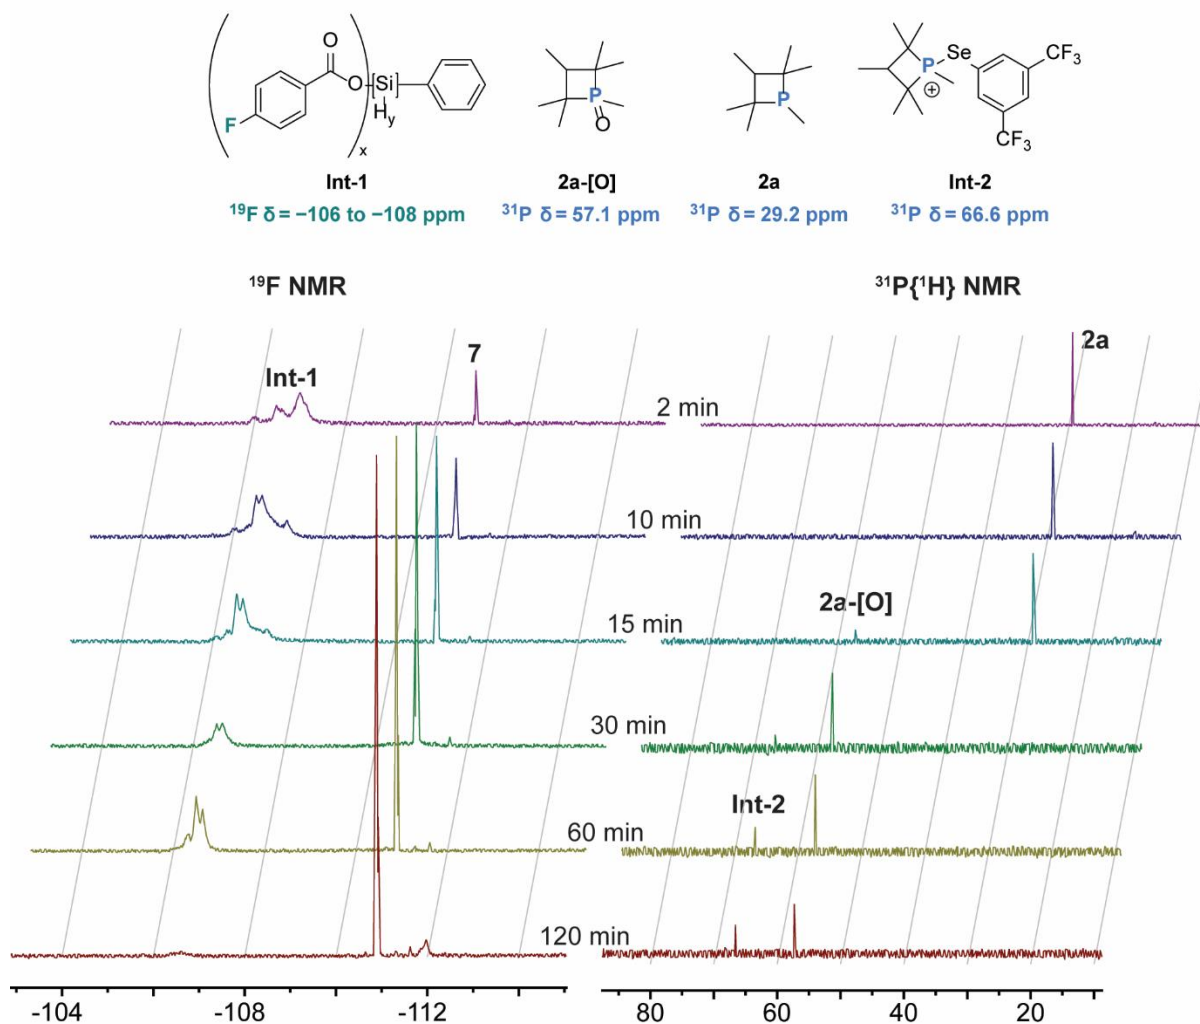 O
O
[Si]
H
y
F
x
P
O
P
Se
P
⊕
CF₃
CF₃
Int-1 2a-[O] 2a Int-2
¹⁹F δ = −106 to −108 ppm ³¹P δ = 57.1 ppm ³¹P δ = 29.2 ppm ³¹P δ = 66.6 ppm
¹⁹F NMR ³¹P{¹H} NMR
7 2a
Int-1
2 min
10 min
2a-[O]
15 min
30 min
Int-2
60 min
120 min
-104 -108 -112 80 60 40 20